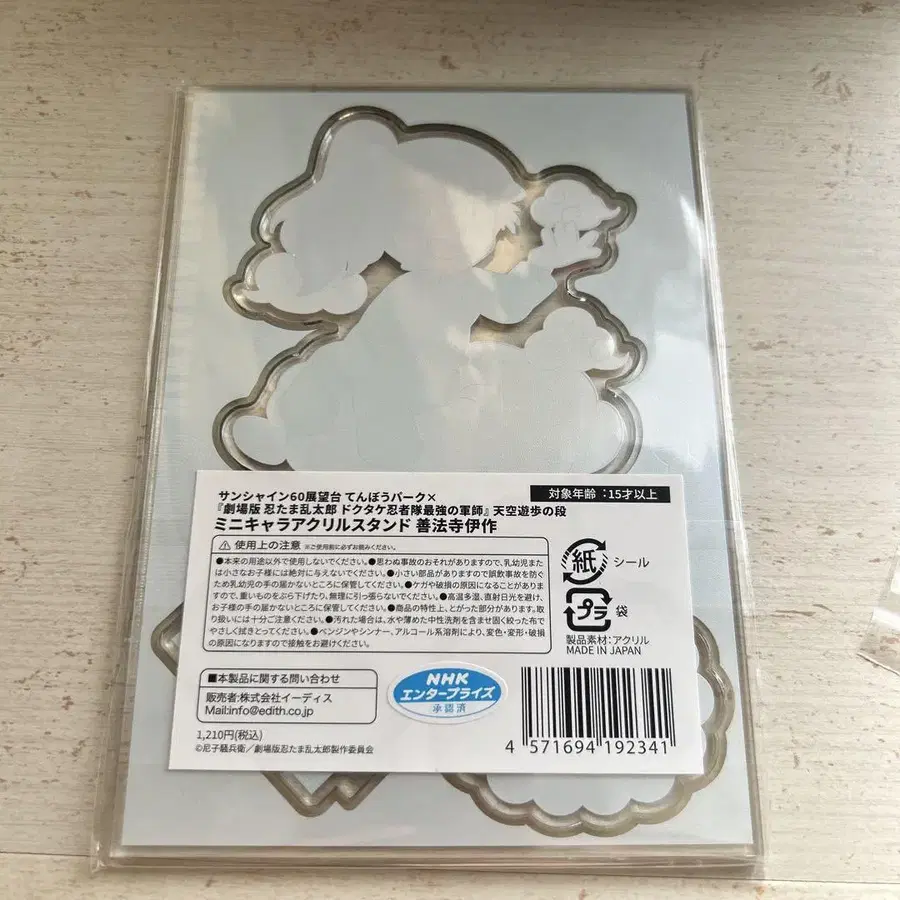 サンシャイン60展望台 てんぼうパーク×
『劇場版 忍たま乱太郎 ドクタケ忍者隊最強の軍師』 天空遊歩の段
ミニキャラアクリルスタンド 善法寺伊作
対象年齢:15才以上
使用上の注意 ※ご使用前に必ずお読みください。
●本来の用途以外で使用しないでください。●思わぬ事故のおそれがありますので、乳幼児また
は小さなお子様には絶対に与えないでください。●小さい部品がありますので誤飲事故を防ぐ
ため乳幼児の手の届かないところに保管してください。●ケガや破損の原因になることがあります
ので、重いものをぶら下げたり、無理に引っ張らないでください。●高温多湿、直射日光を避け、
お子様の手の届かないところに保管してください。●商品の特性上、とがった部分があります。取
り扱いには十分ご注意ください。●汚れた場合は、水や薄めた中性洗剤を含ませ固く絞った布で
やさしく拭きとってください。●ベンジンやシンナー、アルコール系溶剤により、変色・変形・破損
の原因になりますので接触をお避けください。
紙 シール
プラ 袋
製品素材:アクリル
MADE IN JAPAN
■本製品に関する問い合わせ
販売者:株式会社イーディス
Mail:info@edith.co.jp
NHK
エンタープライズ
承認済
1,210円(税込)
©尼子騒兵衛/劇場版忍たま乱太郎製作委員会
4 571694 192341